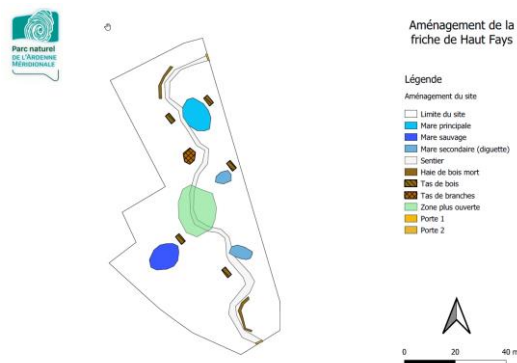 Parc naturel
DE L'ARDENNE
MÉRIDIONALE
Aménagement de la
friche de Haut Fays
Légende
Aménagement du site
Limite du site
Mare principale
Mare sauvage
Mare secondaire (diguette)
Sentier
Haie de bois mort
Tas de bois
Tas de branches
Zone plus ouverte
Porte 1
Porte 2
0 20 40 m